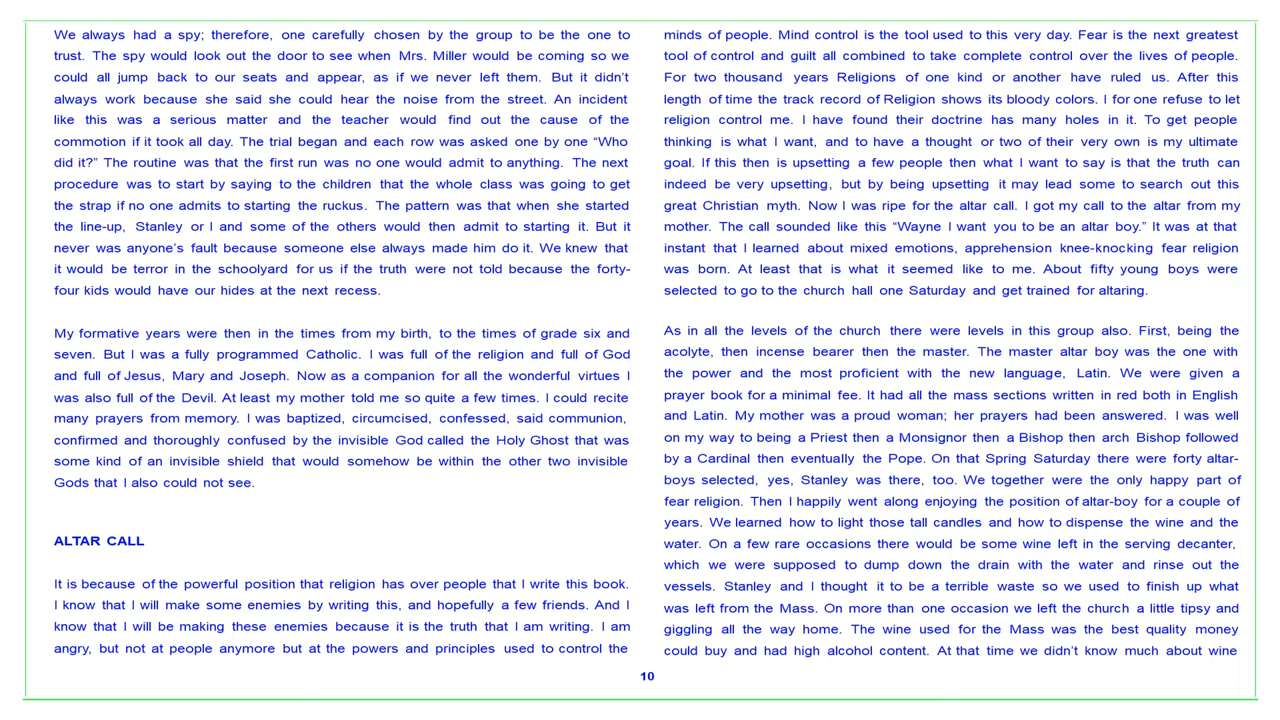 We always had a spy; therefore, one carefully chosen by the group to be the one to
trust. The spy would look out the door to see when Mrs. Miller would be coming so we
could all jump back to our seats and appear, as if we never left them. But it didn't
always work because she said she could hear the noise from the street. An incident
like this was a serious matter and the teacher would find out the cause of the
commotion if it took all day. The trial began and each row was asked one by one “Who
did it?” The routine was that the first run was no one would admit to anything. The next
procedure was to start by saying to the children that the whole class was going to get
the strap if no one admits to starting the ruckus. The pattern was that when she started
the line-up, Stanley or I and some of the others would then admit to starting it. But it
never was anyone's fault because someone else always made him do it. We knew that
it would be terror in the schoolyard for us if the truth were not told because the forty-
four kids would have our hides at the next recess.
My formative years were then in the times from my birth, to the times of grade six and
seven. But I was a fully programmed Catholic. I was full of the religion and full of God
and full of Jesus, Mary and Joseph. Now as a companion for all the wonderful virtues I
was also full of the Devil. At least my mother told me so quite a few times. I could recite
many prayers from memory. I was baptized, circumcised, confessed, said communion,
confirmed and thoroughly confused by the invisible God called the Holy Ghost that was
some kind of an invisible shield that would somehow be within the other two invisible
Gods that I also could not see.
ALTAR CALL
It is because of the powerful position that religion has over people that I write this book.
I know that I will make some enemies by writing this, and hopefully a few friends. And I
know that I will be making these enemies because it is the truth that I am writing. I am
angry, but not at people anymore but at the powers and principles used to control the
minds of people. Mind control is the tool used to this very day. Fear is the next greatest
tool of control and guilt all combined to take complete control over the lives of people.
For two thousand years Religions of one kind or another have ruled us. After this
length of time the track record of Religion shows its bloody colors. I for one refuse to let
religion control me. I have found their doctrine has many holes in it. To get people
thinking is what I want, and to have a thought or two of their very own is my ultimate
goal. If this then is upsetting a few people then what I want to say is that the truth can
indeed be very upsetting, but by being upsetting it may lead some to search out this
great Christian myth. Now I was ripe for the altar call. I got my call to the altar from my
mother. The call sounded like this “Wayne I want you to be an altar boy.” It was at that
instant that I learned about mixed emotions, apprehension knee-knocking fear religion
was born. At least that is what it seemed like to me. About fifty young boys were
selected to go to the church hall one Saturday and get trained for altaring.
As in all the levels of the church there were levels in this group also. First, being the
acolyte, then incense bearer then the master. The master altar boy was the one with
the power and the most proficient with the new language, Latin. We were given a
prayer book for a minimal fee. It had all the mass sections written in red both in English
and Latin. My mother was a proud woman; her prayers had been answered. I was well
on my way to being a Priest then a Monsignor then a Bishop then arch Bishop followed
by a Cardinal then eventually the Pope. On that Spring Saturday there were forty altar-
boys selected, yes, Stanley was there, too. We together were the only happy part of
fear religion. Then I happily went along enjoying the position of altar-boy for a couple of
years. We learned how to light those tall candles and how to dispense the wine and the
water. On a few rare occasions there would be some wine left in the serving decanter,
which we were supposed to dump down the drain with the water and rinse out the
vessels. Stanley and I thought it to be a terrible waste so we used to finish up what
was left from the Mass. On more than one occasion we left the church a little tipsy and
giggling all the way home. The wine used for the Mass was the best quality money
could buy and had high alcohol content. At that time we didn't know much about wine
10